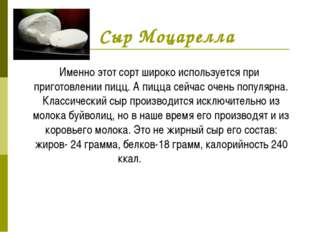 Сыр Моцарелла
Именно этот сорт широко используется при
приготовлении пицц. А пицца сейчас очень популярна.
Классический сыр производится исключительно из
молока буйволиц, но в наше время его производят и из
коровьего молока. Это не жирный сыр его состав:
жиров- 24 грамма, белков-18 грамм, калорийность 240
ккал.